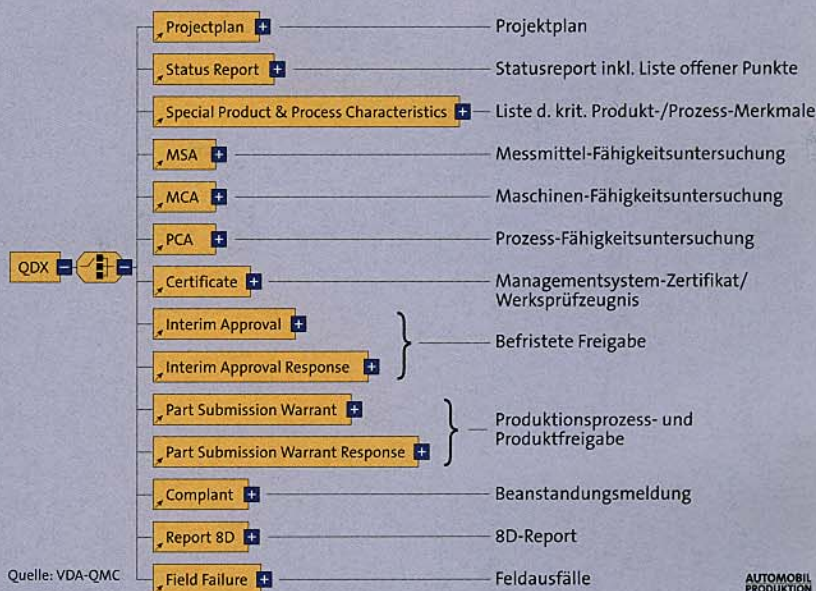 Projectplan
Projektplan
Status Report
Statusreport inkl. Liste offener Punkte
Special Product & Process Characteristics
Liste d. krit. Produkt-/Prozess-Merkmale
MSA
Messmittel-Fähigkeitsuntersuchung
MCA
Maschinen-Fähigkeitsuntersuchung
PCA
Prozess-Fähigkeitsuntersuchung
QDX
Certificate
Managementsystem-Zertifikat/
Werksprüfzeugnis
Interim Approval
Interim Approval Response
Befristete Freigabe
Part Submission Warrant
Part Submission Warrant Response
Produktionsprozess- und
Produktfreigabe
Complant
Beanstandungsmeldung
Report 8D
8D-Report
Field Failure
Feldausfälle
Quelle: VDA-QMC
AUTOMOBIL
PRODUKTION